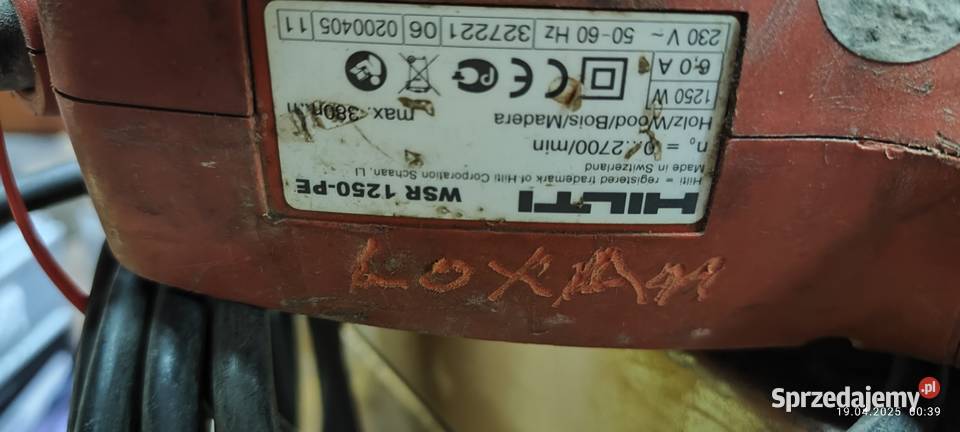 HILTI WSR 1250-PE
Hilti = registered trademark of Hilti Corporation Schaan, LI
Made in Switzerland
n₀ = 0...2700/min
Holz/Wood/Bois/Madera max. 380mm
1250 W
6,0 A
230 V ~ 50-60 Hz 327221 06 0200405 11
LOXAM
Sprzedajemy.pl
19.04.2025 00:39